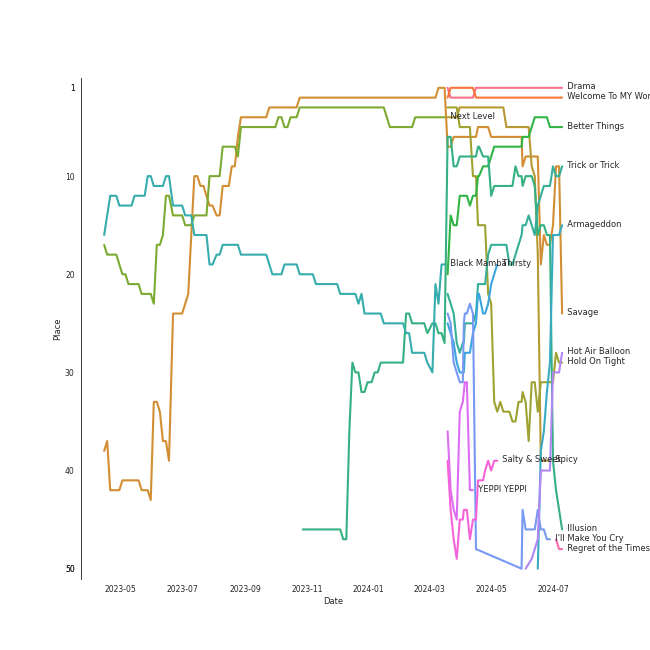 1
Drama
Welcome To MY Wor
Next Level
Better Things
Trick or Trick
10
Armageddon
Black Mamba
Thirsty
20
Savage
Place
Hot Air Balloon
30
Hold On Tight
Salty & Sweet
Spicy
40
YEPPI YEPPI
Illusion
I'll Make You Cry
Regret of the Times
50
2023-05 2023-07 2023-09 2023-11 2024-01 2024-03 2024-05 2024-07
Date